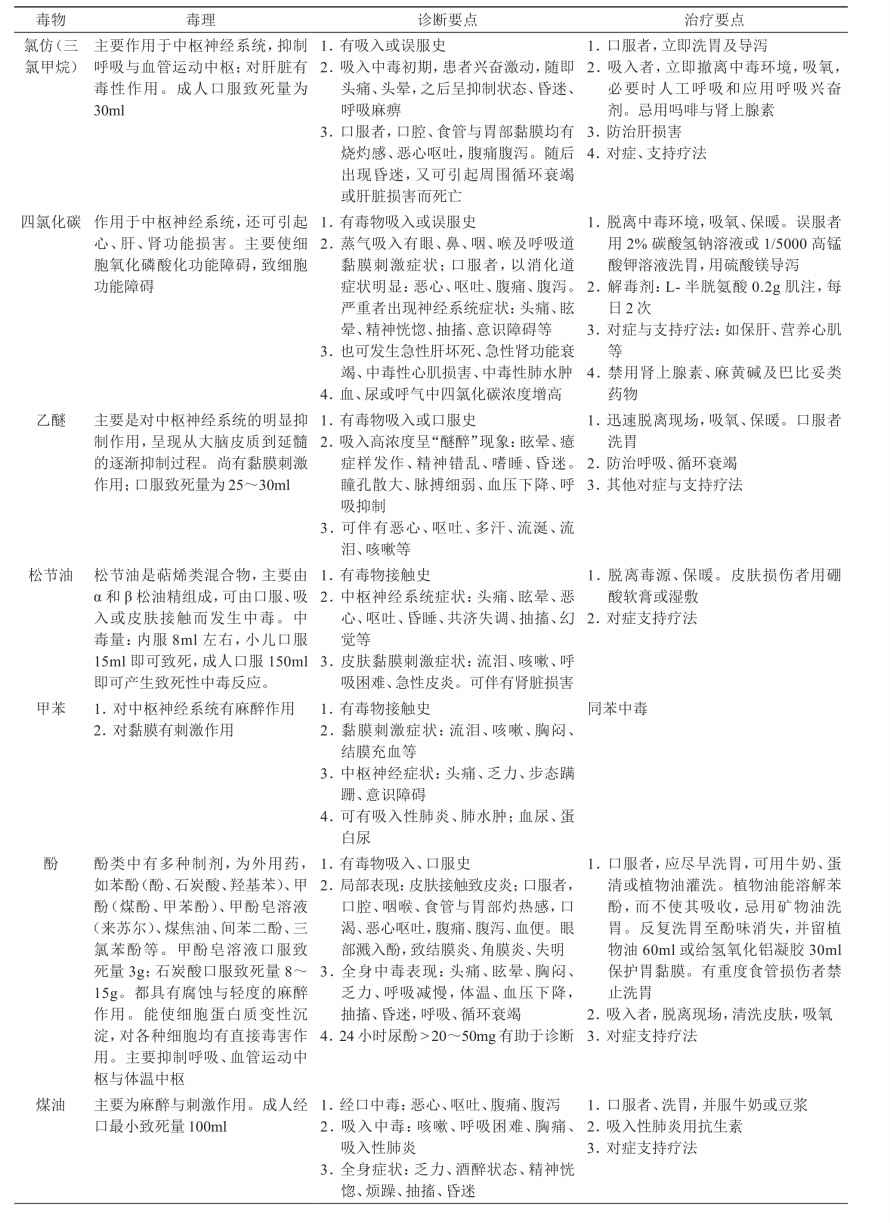 毒物 毒理 诊断要点 治疗要点
氯仿（三
氯甲烷）
主要作用于中枢神经系统，抑制
呼吸与血管运动中枢；对肝脏有
毒性作用。成人口服致死量为
30ml
1. 有吸入或误服史
2. 吸入中毒初期，患者兴奋激动，随即
头痛、头晕，之后呈抑制状态、昏迷、
呼吸麻痹
3. 口服者，口腔、食管与胃部黏膜均有
烧灼感、恶心呕吐，腹痛腹泻。随后
出现昏迷，又可引起周围循环衰竭
或肝脏损害而死亡
1. 口服者，立即洗胃及导泻
2. 吸入者，立即撤离中毒环境，吸氧，
必要时人工呼吸和应用呼吸兴奋
剂。忌用吗啡与肾上腺素
3. 防治肝损害
4. 对症、支持疗法
四氯化碳
作用于中枢神经系统，还可引起
心、肝、肾功能损害。主要使细
胞氧化磷酸化功能障碍，致细胞
功能障碍
1. 有毒物吸入或误服史
2. 蒸气吸入有眼、鼻、咽、喉及呼吸道
黏膜刺激症状；口服者，以消化道
症状明显：恶心、呕吐、腹痛、腹泻。
严重者出现神经系统症状：头痛、眩
晕、精神恍惚、抽搐、意识障碍等
3. 也可发生急性肝坏死、急性肾功能衰
竭、中毒性心肌损害、中毒性肺水肿
4. 血、尿或呼气中四氯化碳浓度增高
1. 脱离中毒环境，吸氧、保暖。误服者
用 2% 碳酸氢钠溶液或 1/5000 高锰
酸钾溶液洗胃，用硫酸镁导泻
2. 解毒剂：L- 半胱氨酸 0.2g 肌注，每
日 2 次
3. 对症与支持疗法：如保肝、营养心肌
等
4. 禁用肾上腺素、麻黄碱及巴比妥类
药物
乙醚
主要是对中枢神经系统的明显抑
制作用，呈现从大脑皮质到延髓
的逐渐抑制过程。尚有黏膜刺激
作用；口服致死量为 25～30ml
1. 有毒物吸入或口服史
2. 吸入高浓度呈“醚醉”现象：眩晕、癔
症样发作、精神错乱、嗜睡、昏迷。
瞳孔散大、脉搏细弱、血压下降、呼
吸抑制
3. 可伴有恶心、呕吐、多汗、流涎、流
泪、咳嗽等
1. 迅速脱离现场，吸氧、保暖。口服者
洗胃
2. 防治呼吸、循环衰竭
3. 其他对症与支持疗法
松节油
松节油是萜烯类混合物，主要由
α 和 β 松油精组成，可由口服、吸
入或皮肤接触而发生中毒。中
毒量：内服 8ml 左右，小儿口服
15ml 即可致死，成人口服 150ml
即可产生致死性中毒反应。
1. 有毒物接触史
2. 中枢神经系统症状：头痛、眩晕、恶
心、呕吐、昏睡、共济失调、抽搐、幻
觉等
3. 皮肤黏膜刺激症状：流泪、咳嗽、呼
吸困难、急性皮炎。可伴有肾脏损害
1. 脱离毒源、保暖。皮肤损伤者用硼
酸软膏或湿敷
2. 对症支持疗法
甲苯
1. 对中枢神经系统有麻醉作用
2. 对黏膜有刺激作用
1. 有毒物接触史
2. 黏膜刺激症状：流泪、咳嗽、胸闷、
结膜充血等
3. 中枢神经症状：头痛、乏力、步态蹒
跚、意识障碍
4. 可有吸入性肺炎、肺水肿；血尿、蛋
白尿
同苯中毒
酚
酚类中有多种制剂，为外用药，
如苯酚（酚、石炭酸、羟基苯）、甲
酚（煤酚、甲苯酚）、甲酚皂溶液
（来苏尔）、煤焦油、间苯二酚、三
氯苯酚等。甲酚皂溶液口服致
死量 3g；石炭酸口服致死量 8～
15g。都具有腐蚀与轻度的麻醉
作用。能使细胞蛋白质变性沉
淀，对各种细胞均有直接毒害作
用。主要抑制呼吸、血管运动中
枢与体温中枢
1. 有毒物吸入、口服史
2. 局部表现：皮肤接触致皮炎；口服者，
口腔、咽喉、食管与胃部灼热感，口
渴、恶心呕吐，腹痛、腹泻、血便。眼
部溅入酚，致结膜炎、角膜炎、失明
3. 全身中毒表现：头痛、眩晕、胸闷、
乏力、呼吸减慢，体温、血压下降，
抽搐、昏迷，呼吸、循环衰竭
4. 24 小时尿酚＞20～50mg 有助于诊断
1. 口服者，应尽早洗胃，可用牛奶、蛋
清或植物油灌洗。植物油能溶解苯
酚，而不使其吸收，忌用矿物油洗
胃。反复洗胃至酚味消失，并留植
物油 60ml 或给氢氧化铝凝胶 30ml
保护胃黏膜。有重度食管损伤者禁
止洗胃
2. 吸入者，脱离现场，清洗皮肤，吸氧
3. 对症支持疗法
煤油
主要为麻醉与刺激作用。成人经
口最小致死量 100ml
1. 经口中毒：恶心、呕吐、腹痛、腹泻
2. 吸入中毒：咳嗽、呼吸困难、胸痛、
吸入性肺炎
3. 全身症状：乏力、酒醉状态、精神恍
惚、烦躁、抽搐、昏迷
1. 口服者、洗胃，并服牛奶或豆浆
2. 吸入性肺炎用抗生素
3. 对症支持疗法